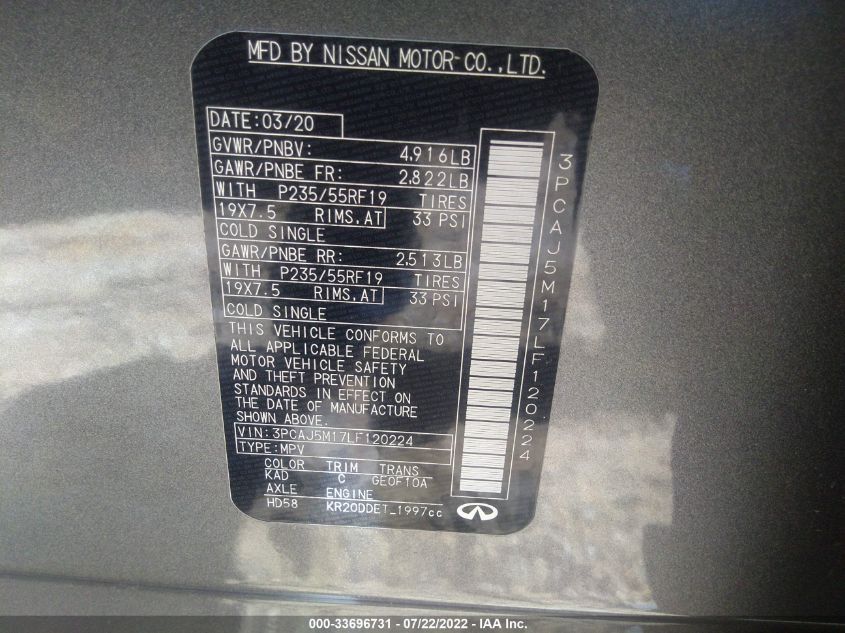 MFD BY NISSAN MOTOR CO.,LTD.
DATE:03/20
GVWR/PNBV: 4,916LB
GAWR/PNBE FR: 2,822LB
WITH P235/55RF19 TIRES
19X7.5 RIMS,AT 33 PSI
COLD SINGLE
GAWR/PNBE RR: 2,513LB
WITH P235/55RF19 TIRES
19X7.5 RIMS,AT 33 PSI
COLD SINGLE
THIS VEHICLE CONFORMS TO
ALL APPLICABLE FEDERAL
MOTOR VEHICLE SAFETY
AND THEFT PREVENTION
STANDARDS IN EFFECT ON
THE DATE OF MANUFACTURE
SHOWN ABOVE.
VIN:3PCAJ5M17LF120224
TYPE:MPV
COLOR TRIM TRANS
KAD C GEOF10A
AXLE ENGINE
HD58 KR20DDET_1997cc
3PCAJ5M17LF120224
000-33696731 - 07/22/2022 - IAA Inc.